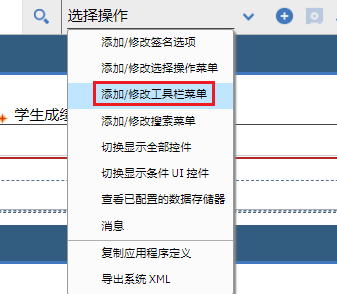 选择操作
添加/修改签名选项
添加/修改选择操作菜单
添加/修改工具栏菜单
学生成绩
添加/修改搜索菜单
切换显示全部控件
切换显示条件 UI 控件
查看已配置的数据存储器
消息
复制应用程序定义
导出系统 XML